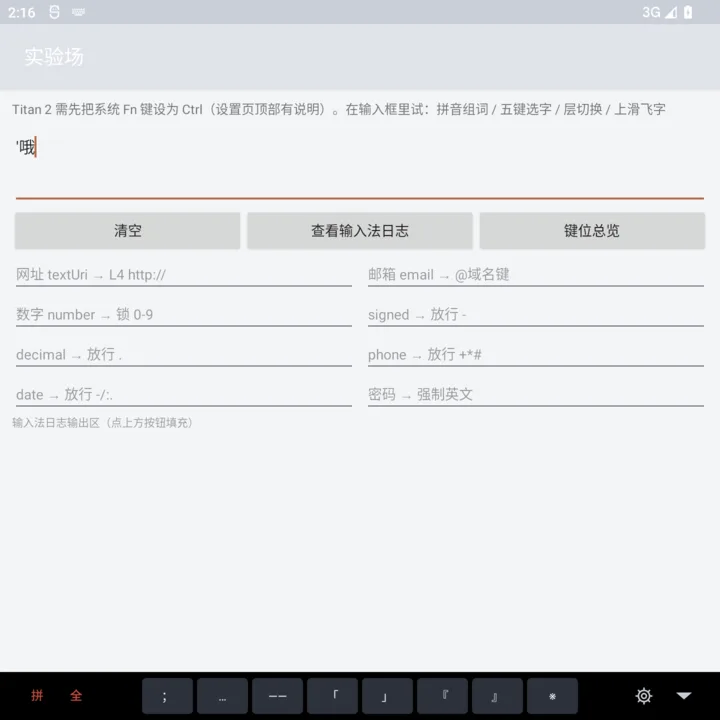 2:16 3G
实验场
Titan 2 需先把系统 Fn 键设为 Ctrl（设置页顶部有说明）。在输入框里试：拼音组词 / 五键选字 / 层切换 / 上滑飞字
'哦
清空 查看输入法日志 键位总览
网址 textUri → L4 http:// 邮箱 email → @域名键
数字 number → 锁 0-9 signed → 放行 -
decimal → 放行 . phone → 放行 +*#
date → 放行 -/:. 密码 → 强制英文
输入法日志输出区（点上方按钮填充）
拼 全 ； … —— 「 」 『 』 ※